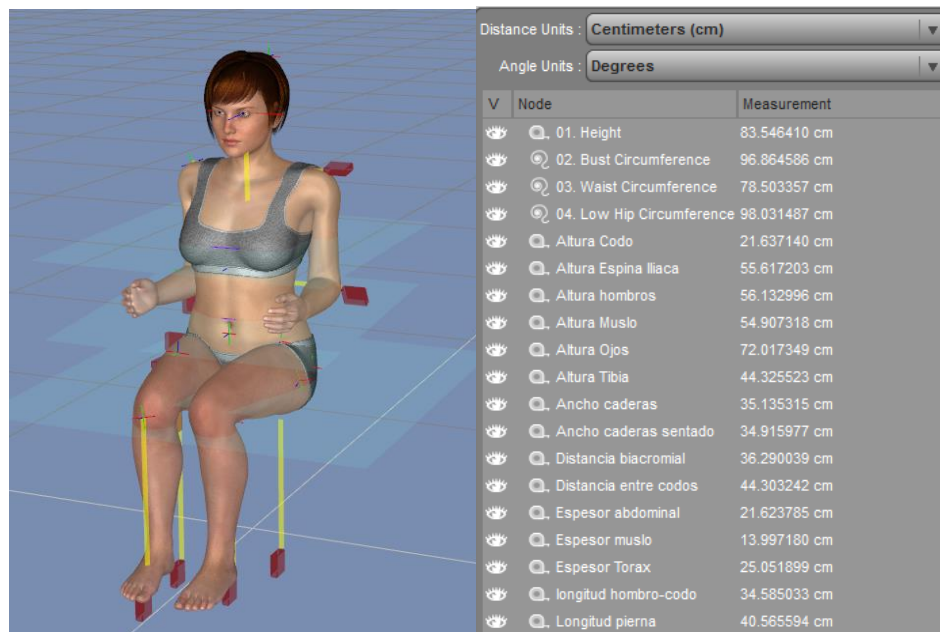 Distance Units : Centimeters (cm)
Angle Units : Degrees
V Node Measurement
01. Height 83.546410 cm
02. Bust Circumference 96.864586 cm
03. Waist Circumference 78.503357 cm
04. Low Hip Circumference 98.031487 cm
Altura Codo 21.637140 cm
Altura Espina Iliaca 55.617203 cm
Altura hombros 56.132996 cm
Altura Muslo 54.907318 cm
Altura Ojos 72.017349 cm
Altura Tibia 44.325523 cm
Ancho caderas 35.135315 cm
Ancho caderas sentado 34.915977 cm
Distancia biacromial 36.290039 cm
Distancia entre codos 44.303242 cm
Espesor abdominal 21.623785 cm
Espesor muslo 13.997180 cm
Espesor Torax 25.051899 cm
longitud hombro-codo 34.585033 cm
Longitud pierna 40.565594 cm